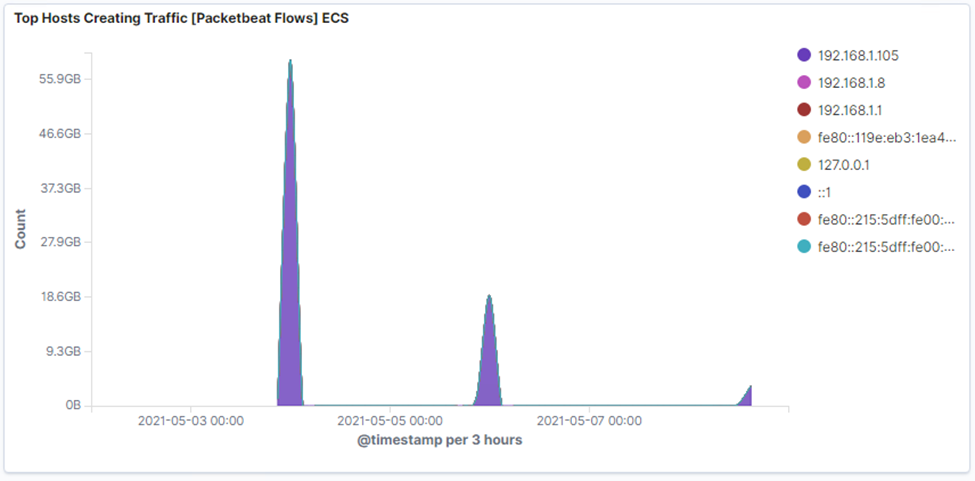 Top Hosts Creating Traffic [Packetbeat Flows] ECS
55.9GB
46.6GB
37.3GB
27.9GB
18.6GB
9.3GB
0B
Count
2021-05-03 00:00
2021-05-05 00:00
2021-05-07 00:00
@timestamp per 3 hours
192.168.1.105
192.168.1.8
192.168.1.1
fe80::119e:eb3:1ea4...
127.0.0.1
::1
fe80::215:5dff:fe00:...
fe80::215:5dff:fe00:...